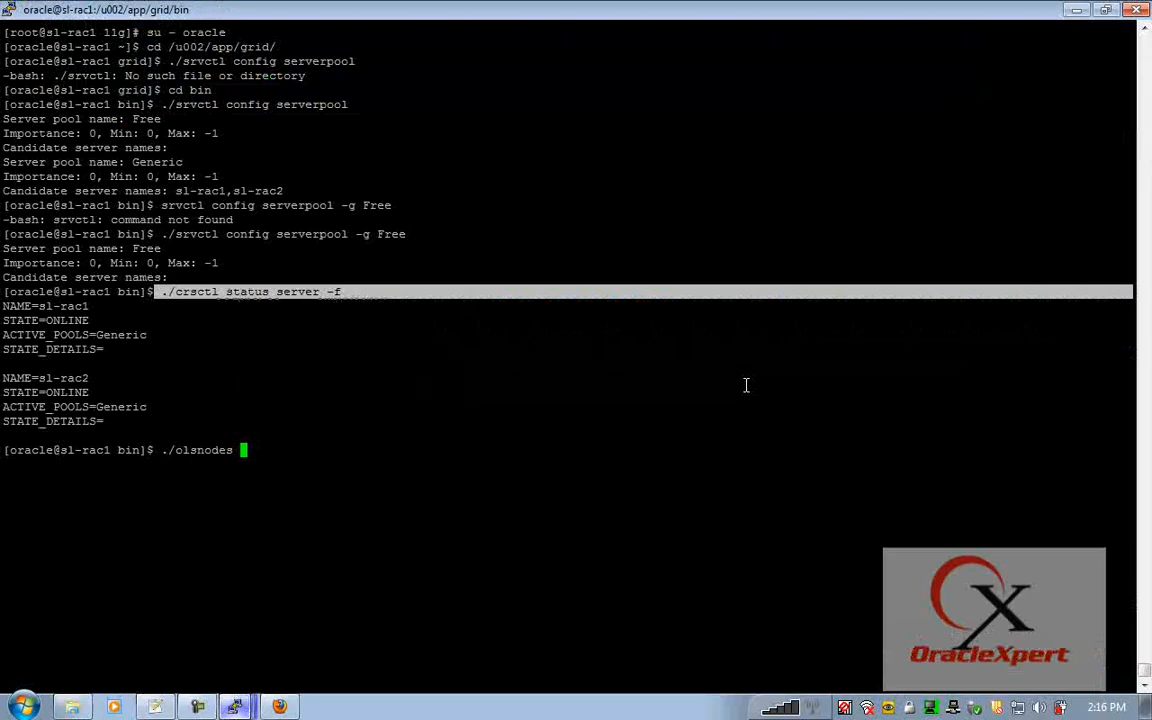 oracle@sl-rac1:/u002/app/grid/bin
[root@sl-rac1 11g]# su - oracle
[oracle@sl-rac1 ~]$ cd /u002/app/grid/
[oracle@sl-rac1 grid]$ ./srvctl config serverpool
-bash: ./srvctl: No such file or directory
[oracle@sl-rac1 grid]$ cd bin
[oracle@sl-rac1 bin]$ ./srvctl config serverpool
Server pool name: Free
Importance: 0, Min: 0, Max: -1
Candidate server names:
Server pool name: Generic
Importance: 0, Min: 0, Max: -1
Candidate server names: sl-rac1,sl-rac2
[oracle@sl-rac1 bin]$ srvctl config serverpool -g Free
-bash: srvctl: command not found
[oracle@sl-rac1 bin]$ ./srvctl config serverpool -g Free
Server pool name: Free
Importance: 0, Min: 0, Max: -1
Candidate server names:
[oracle@sl-rac1 bin]$ ./crsctl status server -f
NAME=sl-rac1
STATE=ONLINE
ACTIVE_POOLS=Generic
STATE_DETAILS=
NAME=sl-rac2
STATE=ONLINE
ACTIVE_POOLS=Generic
STATE_DETAILS=
[oracle@sl-rac1 bin]$ ./olsnodes
OracleXpert
2:16 PM